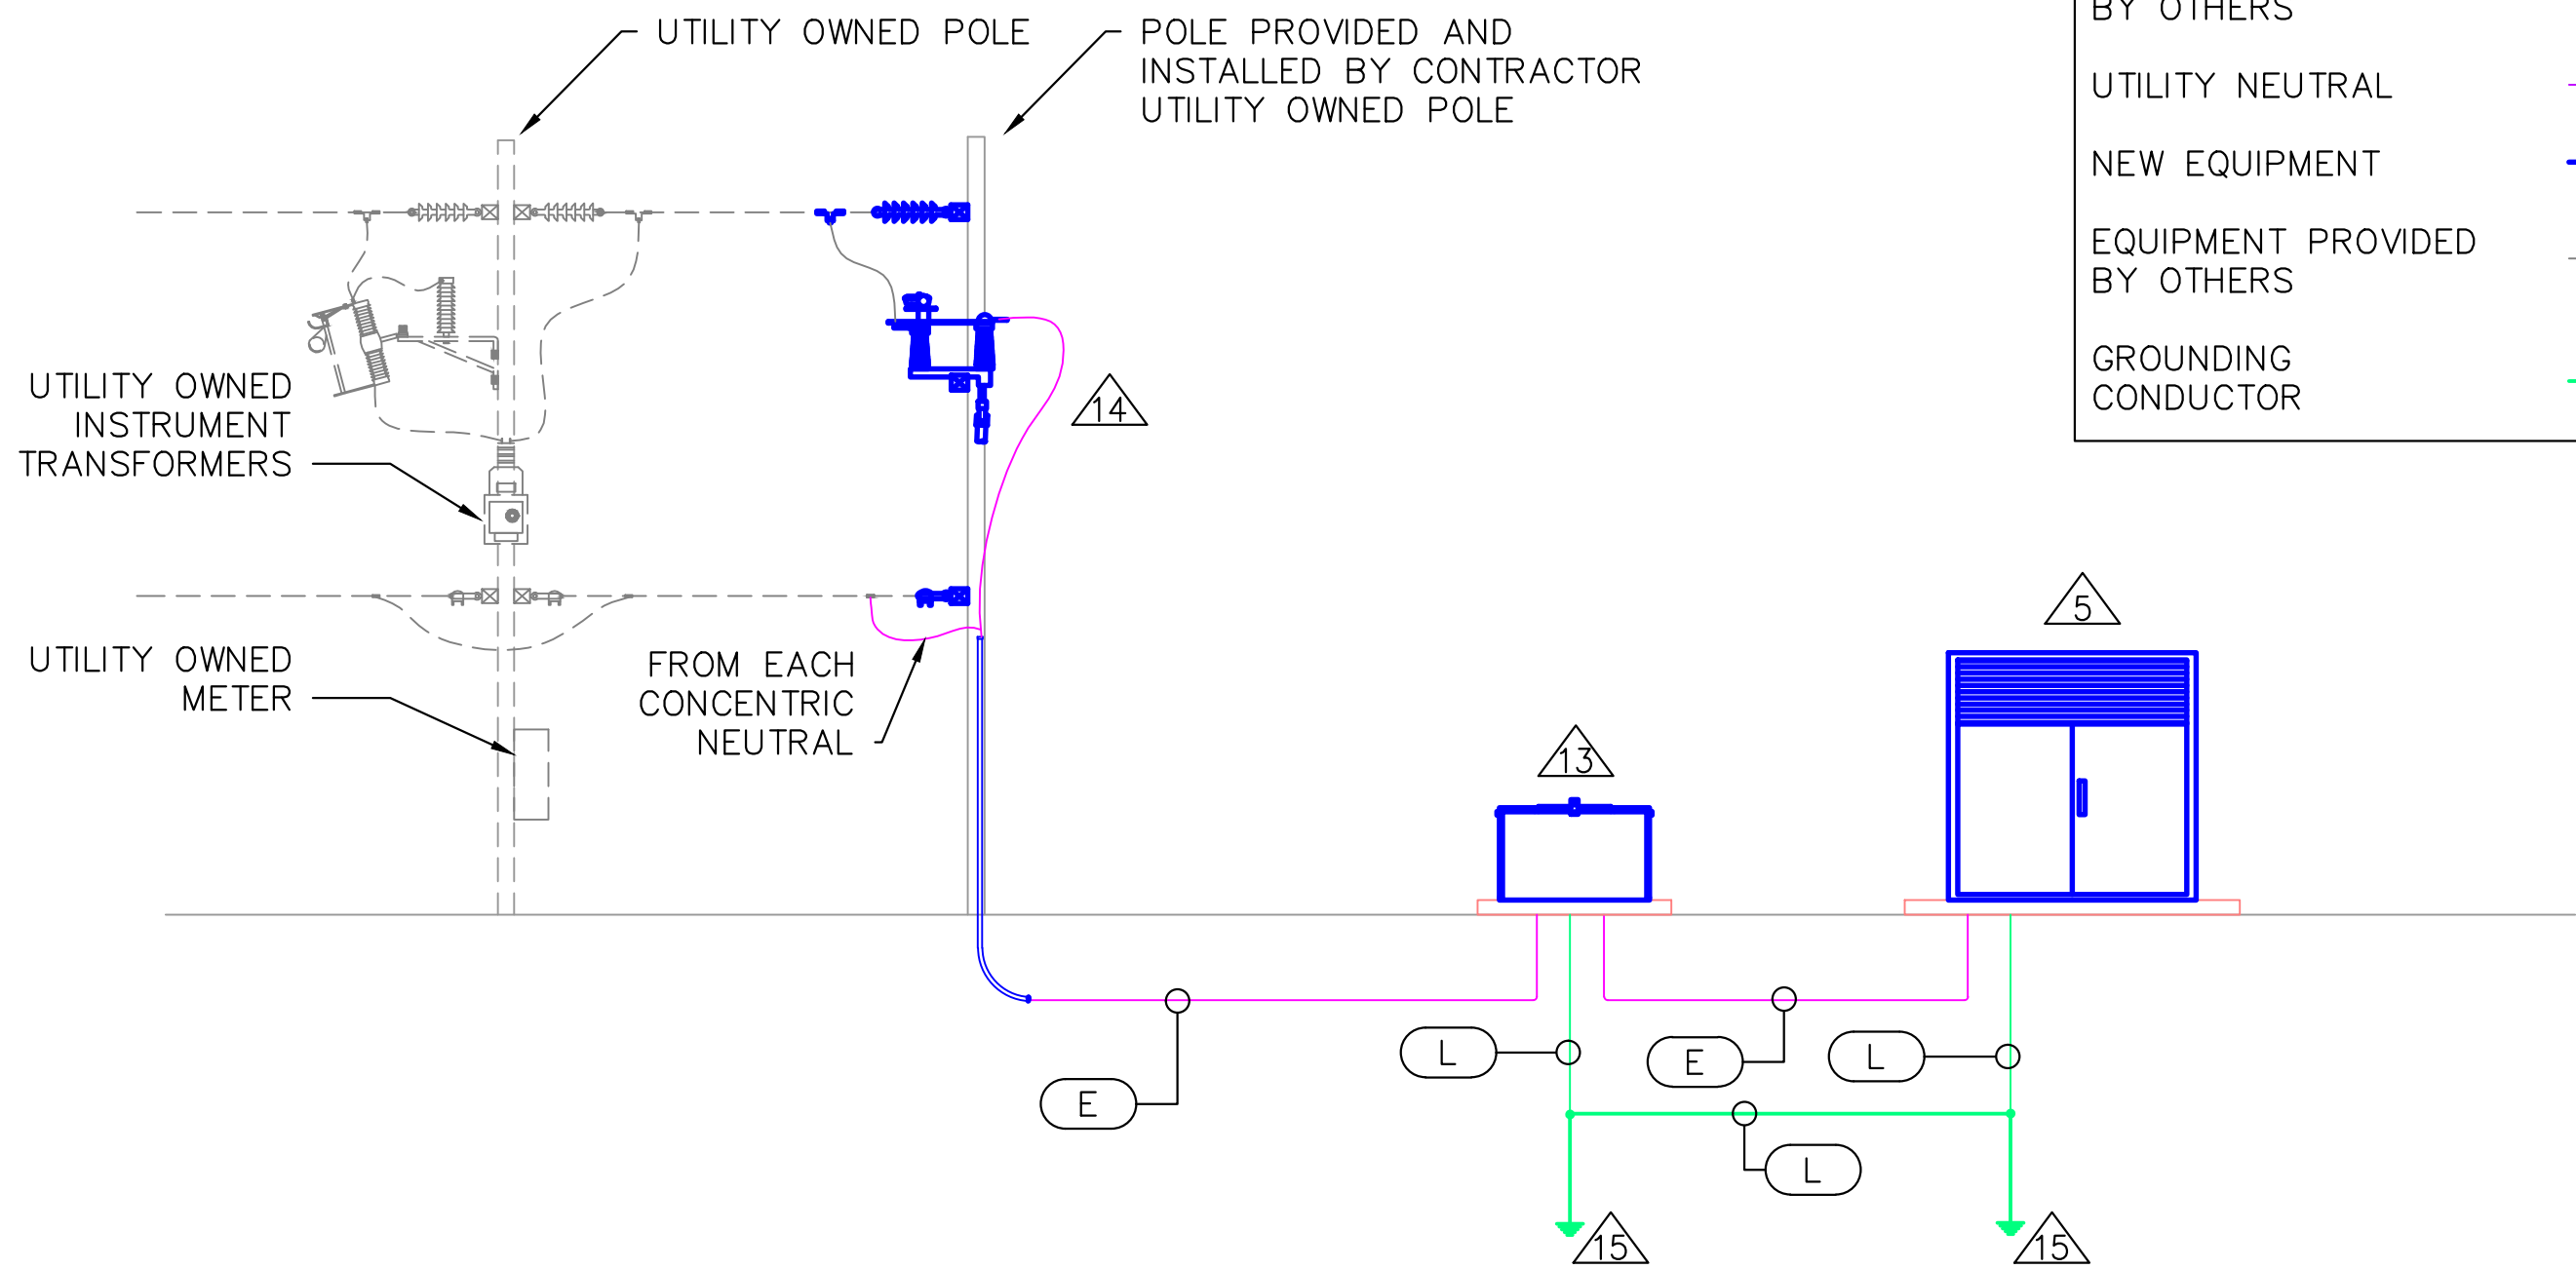 UTILITY OWNED POLE
POLE PROVIDED AND
INSTALLED BY CONTRACTOR
UTILITY OWNED POLE
BY OTHERS
UTILITY NEUTRAL
NEW EQUIPMENT
EQUIPMENT PROVIDED
BY OTHERS
GROUNDING
CONDUCTOR
UTILITY OWNED
INSTRUMENT
TRANSFORMERS
14
UTILITY OWNED
METER
FROM EACH
CONCENTRIC
NEUTRAL
5
13
E
L
E
L
L
15
15